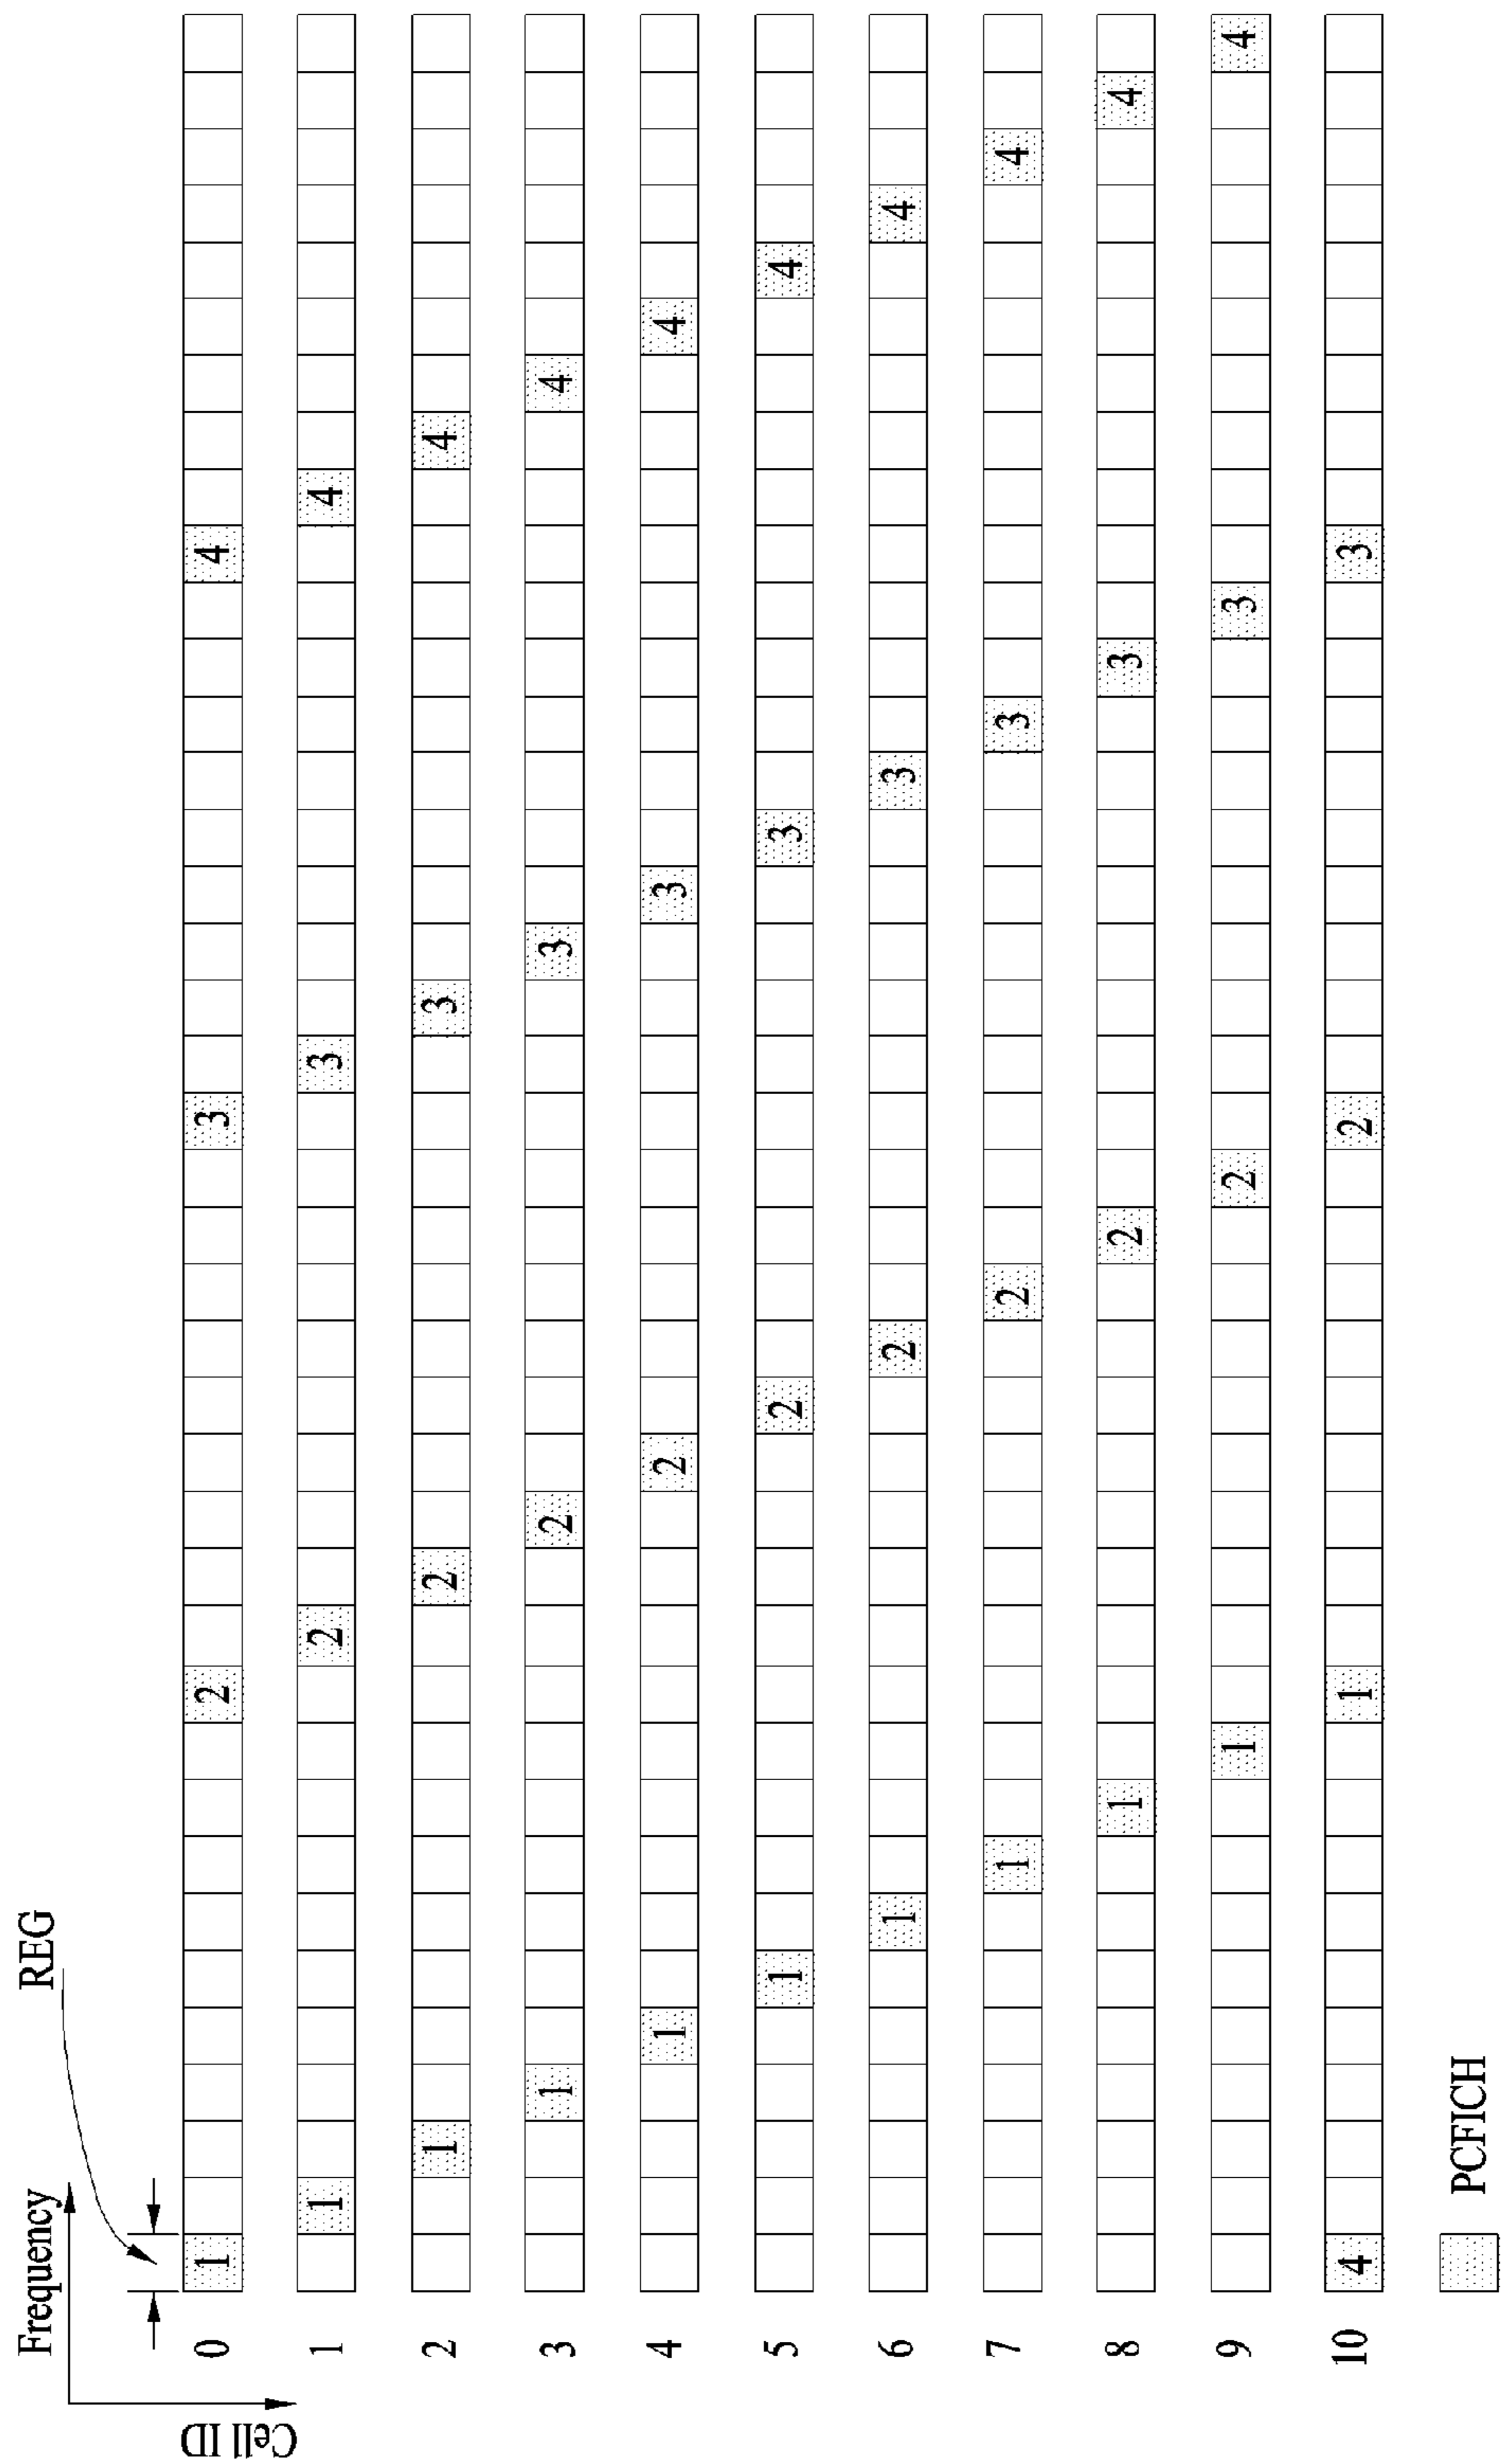 Frequency
REG
Cell ID
0 1 2 3 4
1 1 2 3 4
2 1 2 3 4
3 1 2 3 4
4 1 2 3 4
5 1 2 3 4
6 1 2 3 4
7 1 2 3 4
8 1 2 3 4
9 1 2 3 4
10 4 1 2 3
PCFICH